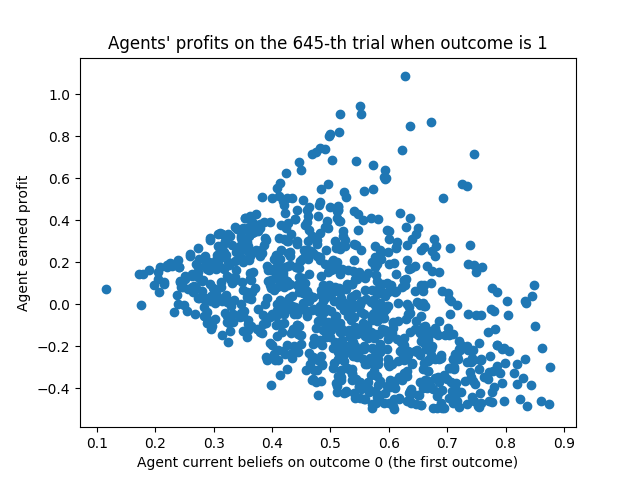 Agents' profits on the 645-th trial when outcome is 1
1.0
0.8
0.6
0.4
0.2
0.0
−0.2
−0.4
Agent earned profit
0.1 0.2 0.3 0.4 0.5 0.6 0.7 0.8 0.9
Agent current beliefs on outcome 0 (the first outcome)